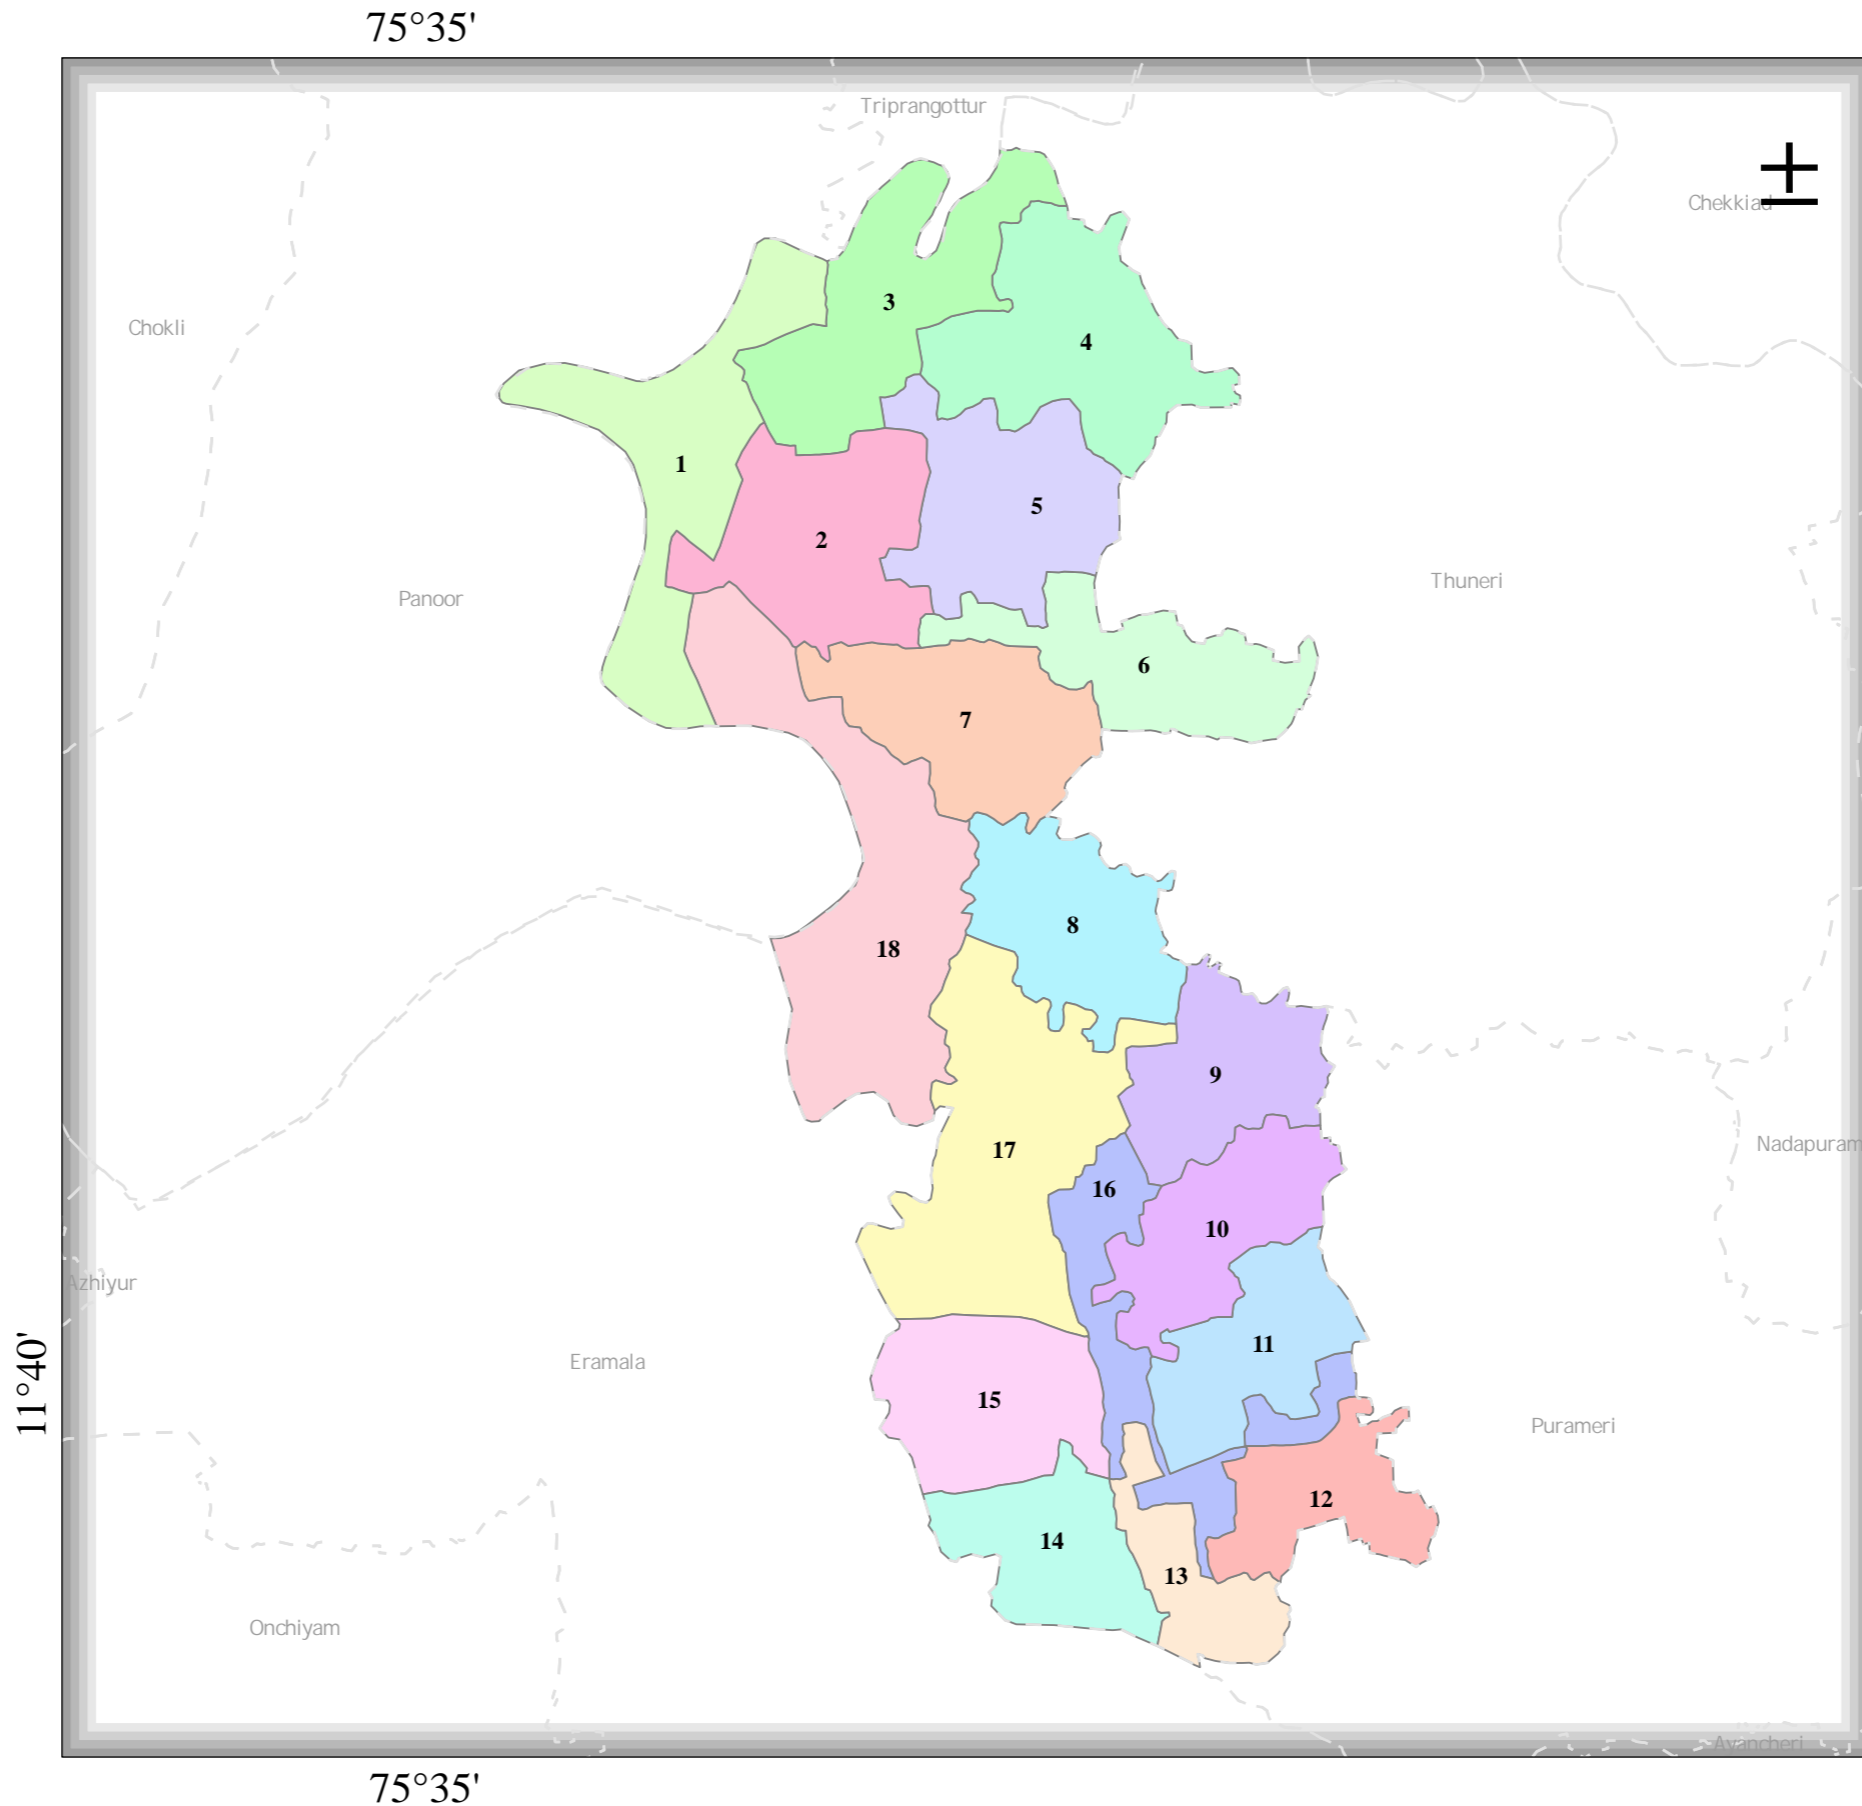 75°35'
Triprangottur
Chekkiad
Chokli
3
4
1
5
2
Thuneri
Panoor
6
7
8
18
9
Nadapuram
17
16
10
Azhiyur
11
11°40'
Eramala
15
Purameri
12
14
13
Onchiyam
Ayancheri
75°35'